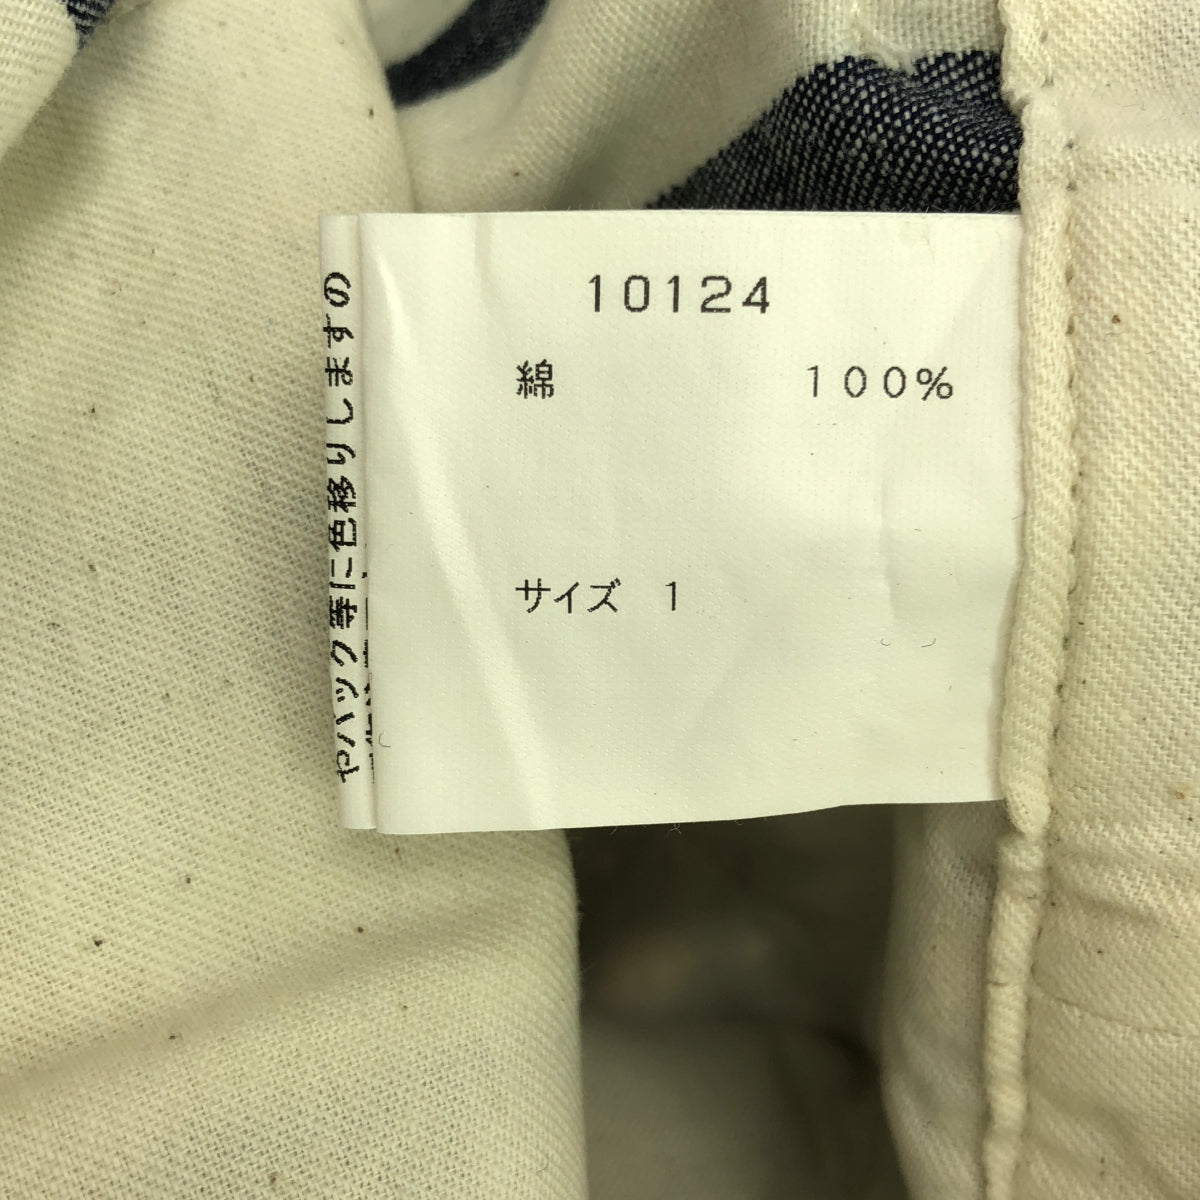 10124
綿 100%
サイズ 1
やバック等に色移りしますの